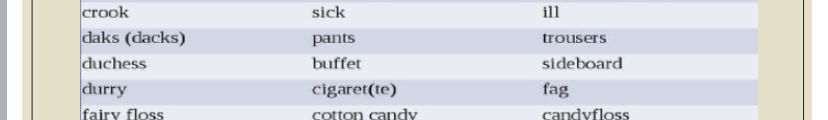 crook sick ill
daks (dacks) pants trousers
duchess buffet sideboard
durry cigaret(te) fag
fairy floss cotton candy candyfloss